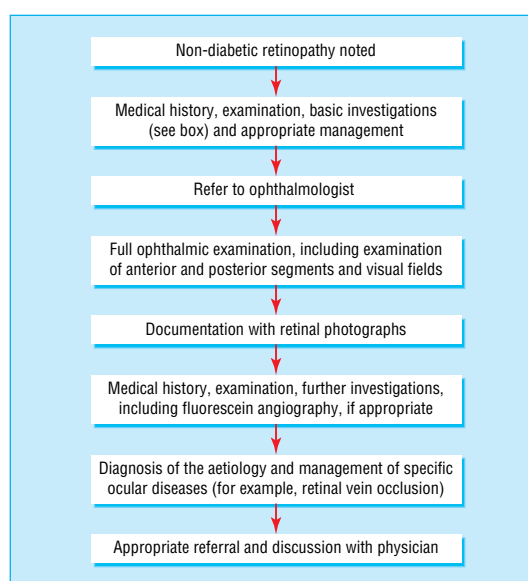 Non-diabetic retinopathy noted
Medical history, examination, basic investigations
(see box) and appropriate management
Refer to ophthalmologist
Full ophthalmic examination, including examination
of anterior and posterior segments and visual fields
Documentation with retinal photographs
Medical history, examination, further investigations,
including fluorescein angiography, if appropriate
Diagnosis of the aetiology and management of specific
ocular diseases (for example, retinal vein occlusion)
Appropriate referral and discussion with physician